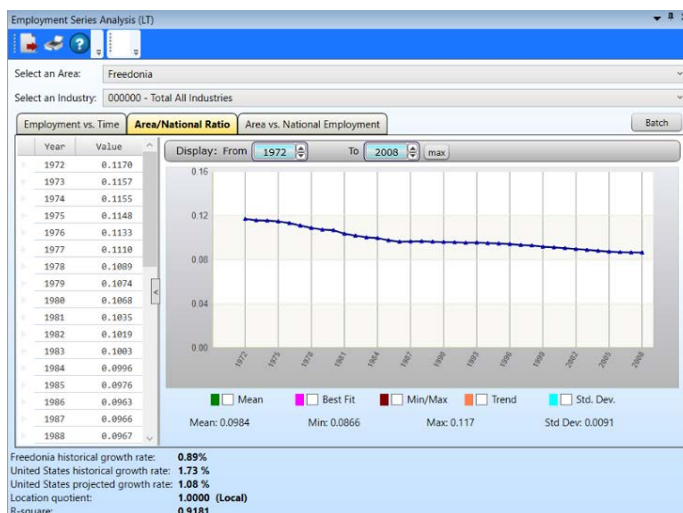 Employment Series Analysis (LT)
Select an Area: Freedonia
Select an Industry: 000000 - Total All Industries
Employment vs. Time Area/National Ratio Area vs. National Employment Batch
Year Value
Display: From 1972 To 2008 max
1972 0.1170
1973 0.1157
1974 0.1155
1975 0.1148
1976 0.1133
1977 0.1110
1978 0.1089
1979 0.1074
1980 0.1068
1981 0.1035
1982 0.1019
1983 0.1003
1984 0.0996
1985 0.0976
1986 0.0963
1987 0.0966
1988 0.0967
0.16
0.12
0.08
0.04
0.00
1972 1975 1978 1981 1984 1987 1990 1993 1996 1999 2002 2005 2008
Mean Best Fit Min/Max Trend Std. Dev.
Mean: 0.0984 Min: 0.0866 Max: 0.117 Std Dev: 0.0091
Freedonia historical growth rate: 0.89%
United States historical growth rate: 1.73 %
United States projected growth rate: 1.08 %
Location quotient: 1.0000 (Local)
R-square: 0.9181